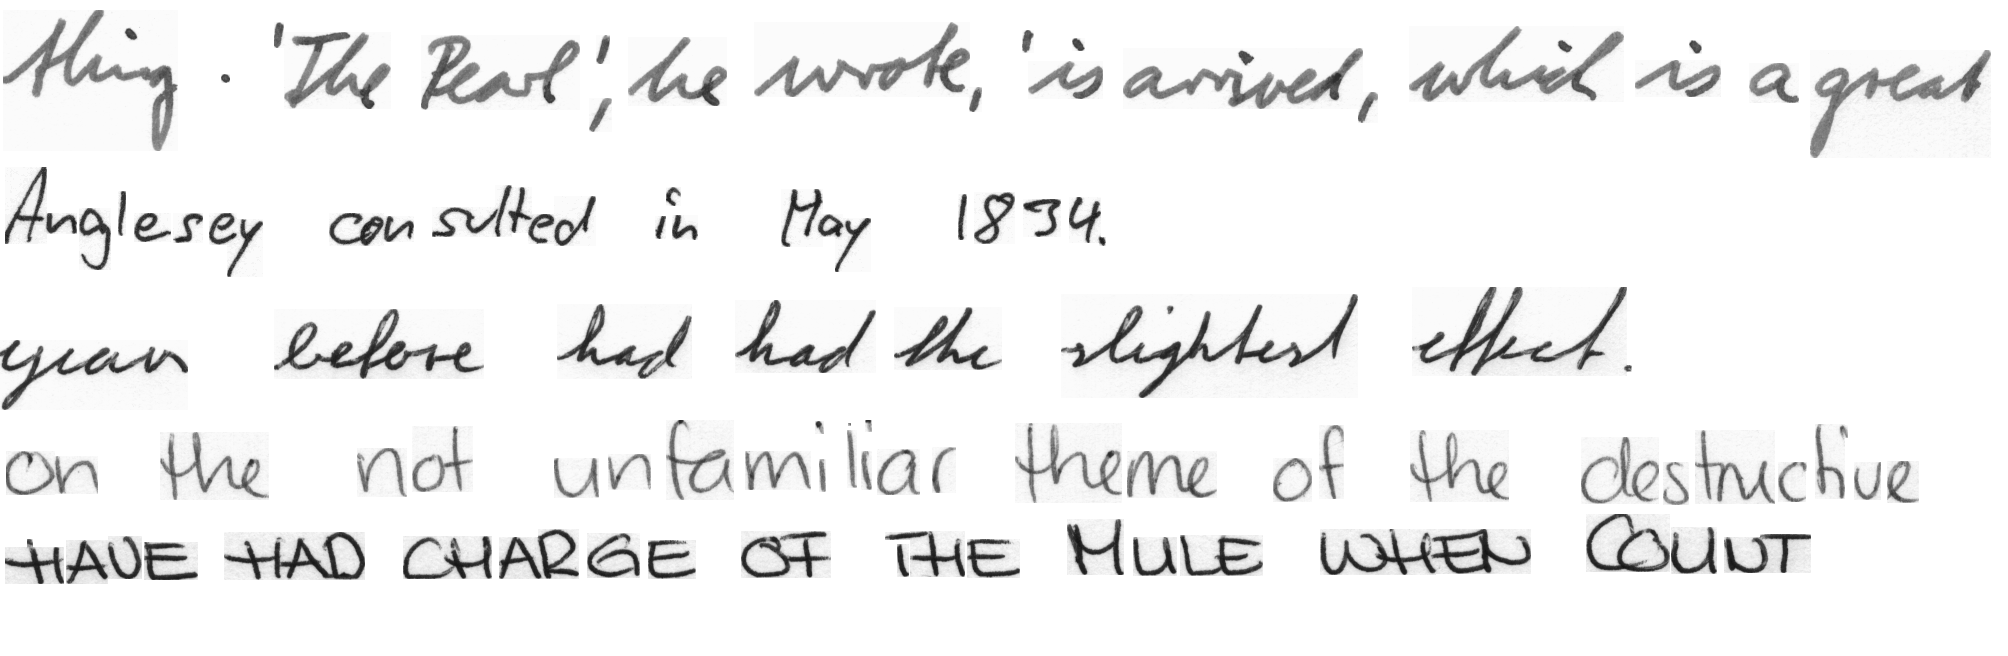 thing. 'The Pearl', he wrote, 'is arrived, which is a great
Anglesey consulted in May 1834.
years before had had the slightest effect.
on the not unfamiliar theme of the destructive
HAVE HAD CHARGE OF THE MULE WHEN COUNT